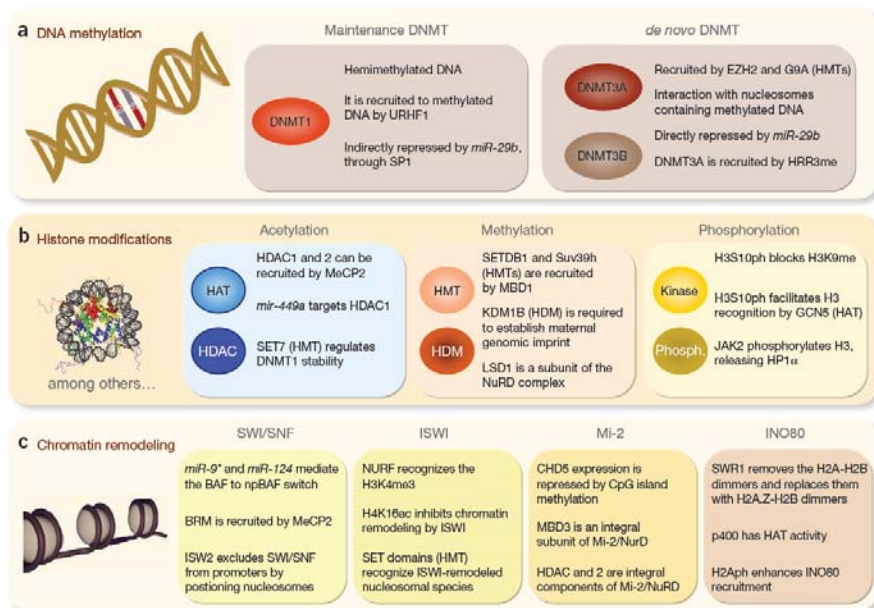 a DNA methylation
Maintenance DNMT
DNMT1
Hemimethylated DNA
It is recruited to methylated
DNA by URHF1
Indirectly repressed by miR-29b,
through SP1
de novo DNMT
DNMT3A
DNMT3B
Recruited by EZH2 and G9A (HMTs)
Interaction with nucleosomes
containing methylated DNA
Directly repressed by miR-29b
DNMT3A is recruited by HRR3me
b Histone modifications
among others...
Acetylation
HAT
HDAC
HDAC1 and 2 can be
recruited by MeCP2
mir-449a targets HDAC1
SET7 (HMT) regulates
DNMT1 stability
Methylation
HMT
HDM
SETDB1 and Suv39h
(HMTs) are recruited
by MBD1
KDM1B (HDM) is required
to establish maternal
genomic imprint
LSD1 is a subunit of the
NuRD complex
Phosphorylation
Kinase
Phosph.
H3S10ph blocks H3K9me
H3S10ph facilitates H3
recognition by GCN5 (HAT)
JAK2 phosphorylates H3,
releasing HP1α
c Chromatin remodeling
SWI/SNF
miR-9* and miR-124 mediate
the BAF to npBAF switch
BRM is recruited by MeCP2
ISW2 excludes SWI/SNF
from promoters by
postioning nucleosomes
ISWI
NURF recognizes the
H3K4me3
H4K16ac inhibits chromatin
remodeling by ISWI
SET domains (HMT)
recognize ISWI-remodeled
nucleosomal species
Mi-2
CHD5 expression is
repressed by CpG island
methylation
MBD3 is an integral
subunit of Mi-2/NurD
HDAC and 2 are integral
components of Mi-2/NuRD
INO80
SWR1 removes the H2A-H2B
dimmers and replaces them
with H2A.Z-H2B dimmers
p400 has HAT activity
H2Aph enhances INO80
recruitment